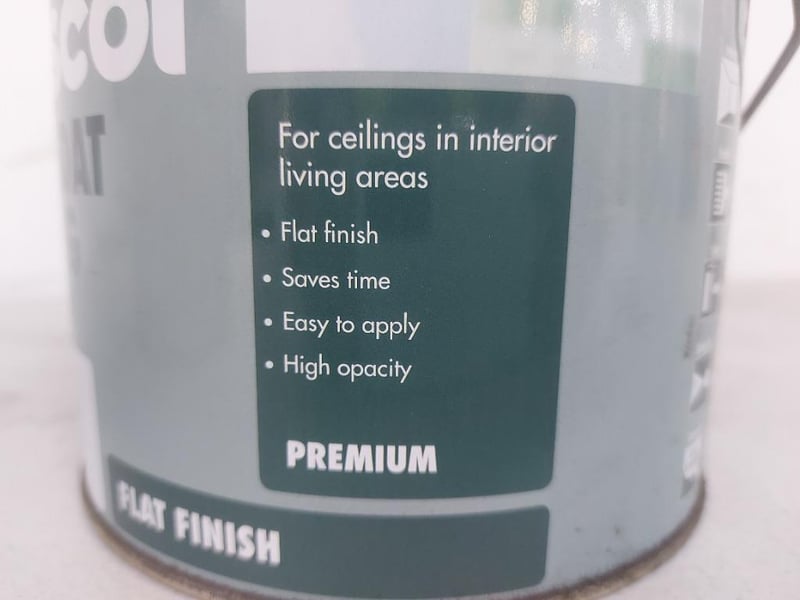 For ceilings in interior
living areas
• Flat finish
• Saves time
• Easy to apply
• High opacity
PREMIUM
FLAT FINISH